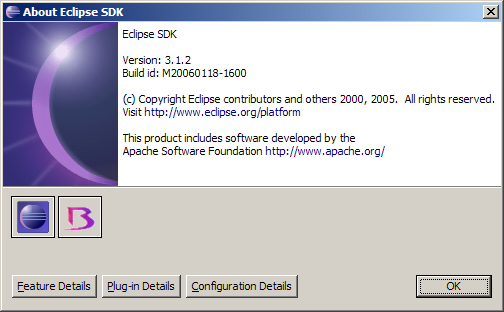 About Eclipse SDK
Eclipse SDK
Version: 3.1.2
Build id: M20060118-1600
(c) Copyright Eclipse contributors and others 2000, 2005.  All rights reserved.
Visit http://www.eclipse.org/platform
This product includes software developed by the
Apache Software Foundation http://www.apache.org/
B
Feature Details Plug-in Details Configuration Details OK